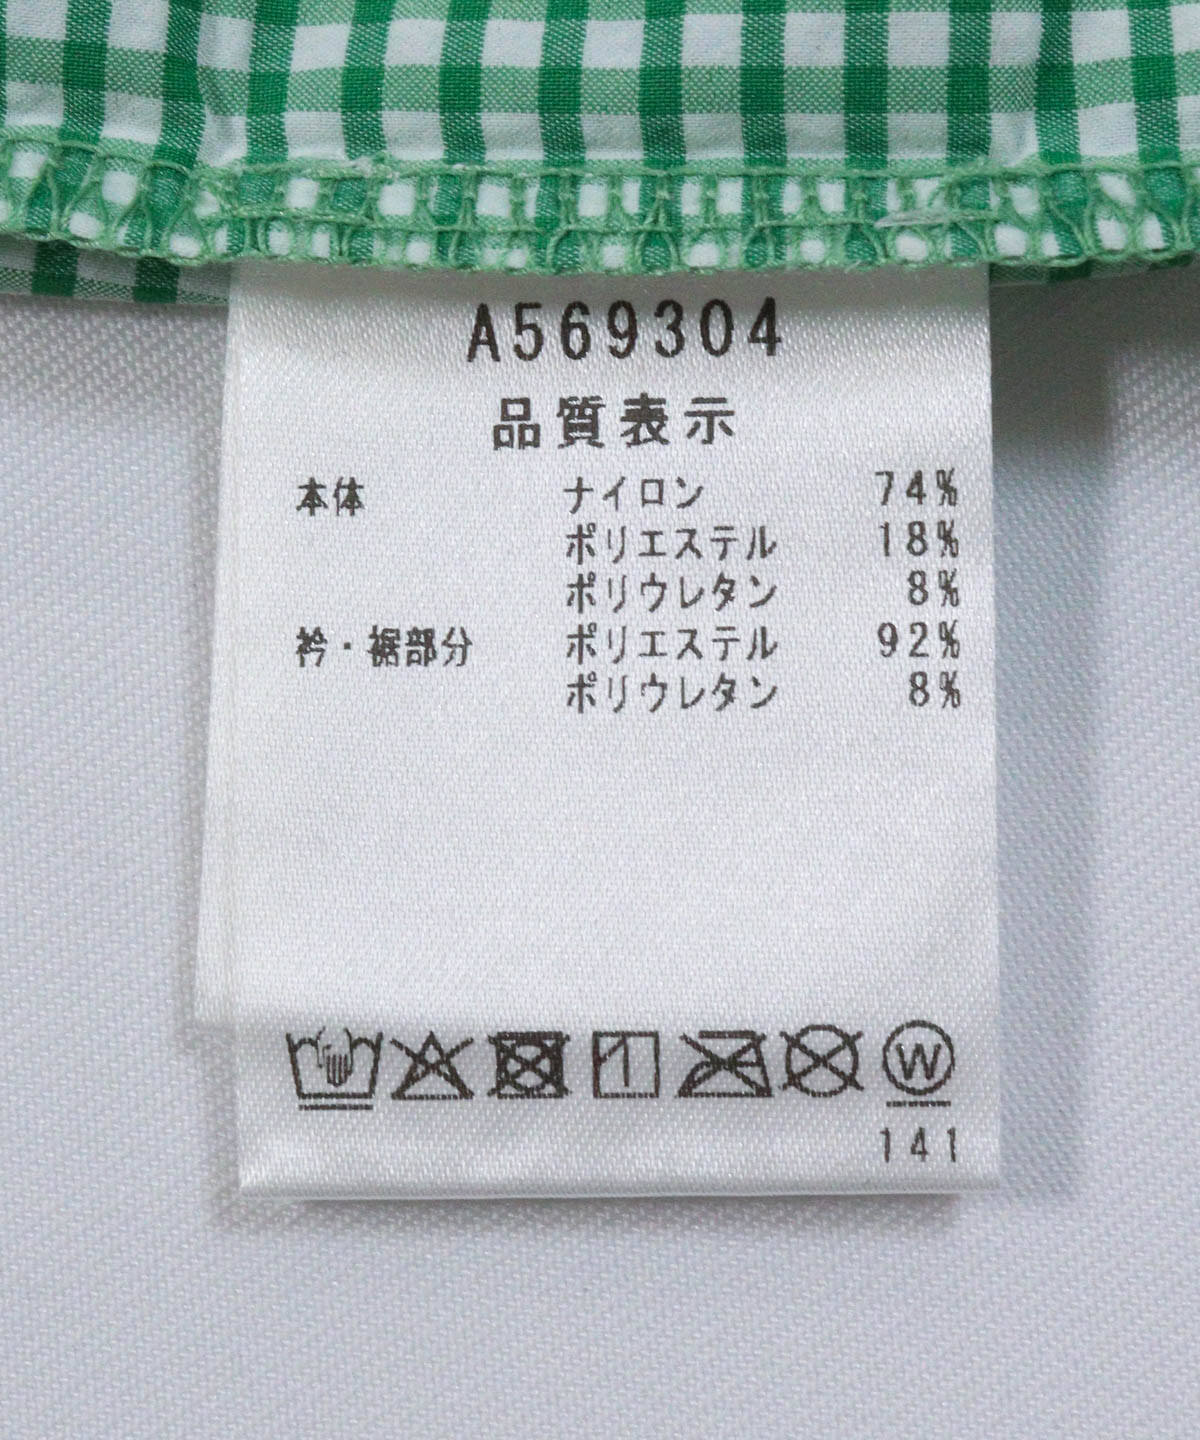 A569304
品質表示
本体 ナイロン 74%
ポリエステル 18%
ポリウレタン 8%
衿・裾部分 ポリエステル 92%
ポリウレタン 8%
W
141